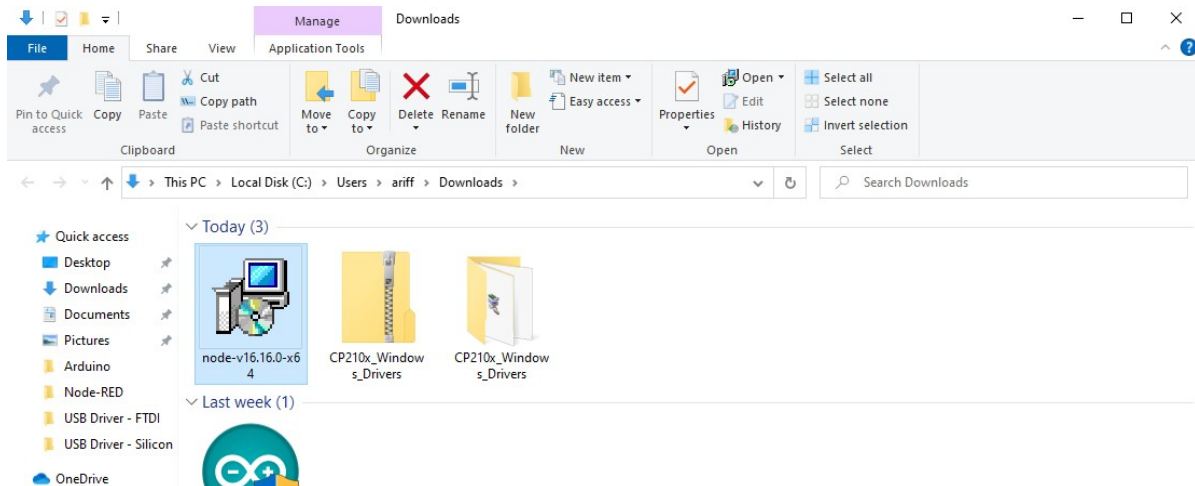 Manage
Downloads
File
Home
Share
View
Application Tools
Pin to Quick
access
Copy
Paste
Cut
Copy path
Paste shortcut
Clipboard
Move
to
Copy
to
Delete
Rename
Organize
New
folder
New item
Easy access
New
Properties
Open
Edit
History
Open
Select all
Select none
Invert selection
Select
This PC > Local Disk (C:) > Users > ariff > Downloads >
Search Downloads
Quick access
Desktop
Downloads
Documents
Pictures
Arduino
Node-RED
USB Driver - FTDI
USB Driver - Silicon
OneDrive
Today (3)
node-v16.16.0-x6
4
CP210x_Window
s_Drivers
CP210x_Window
s_Drivers
Last week (1)